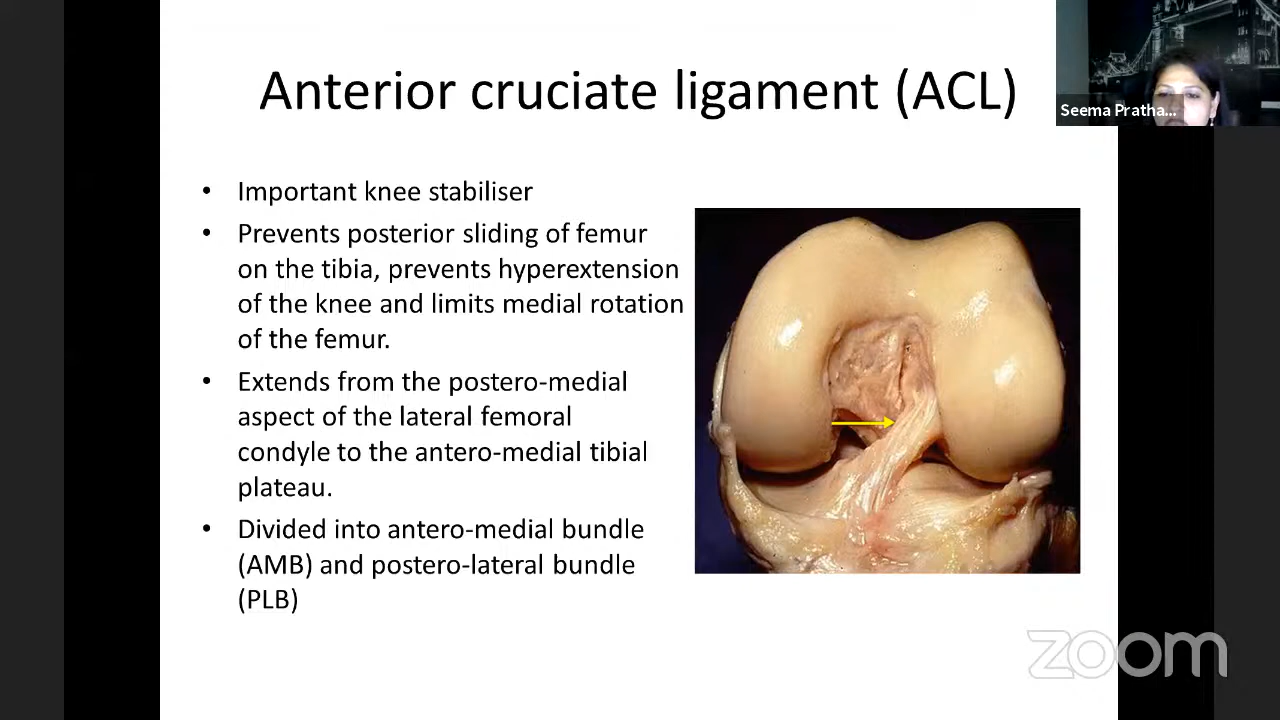 Anterior cruciate ligament (ACL)
Seema Pratha...
• Important knee stabiliser
• Prevents posterior sliding of femur
on the tibia, prevents hyperextension
of the knee and limits medial rotation
of the femur.
• Extends from the postero-medial
aspect of the lateral femoral
condyle to the antero-medial tibial
plateau.
• Divided into antero-medial bundle
(AMB) and postero-lateral bundle
(PLB)
zoom